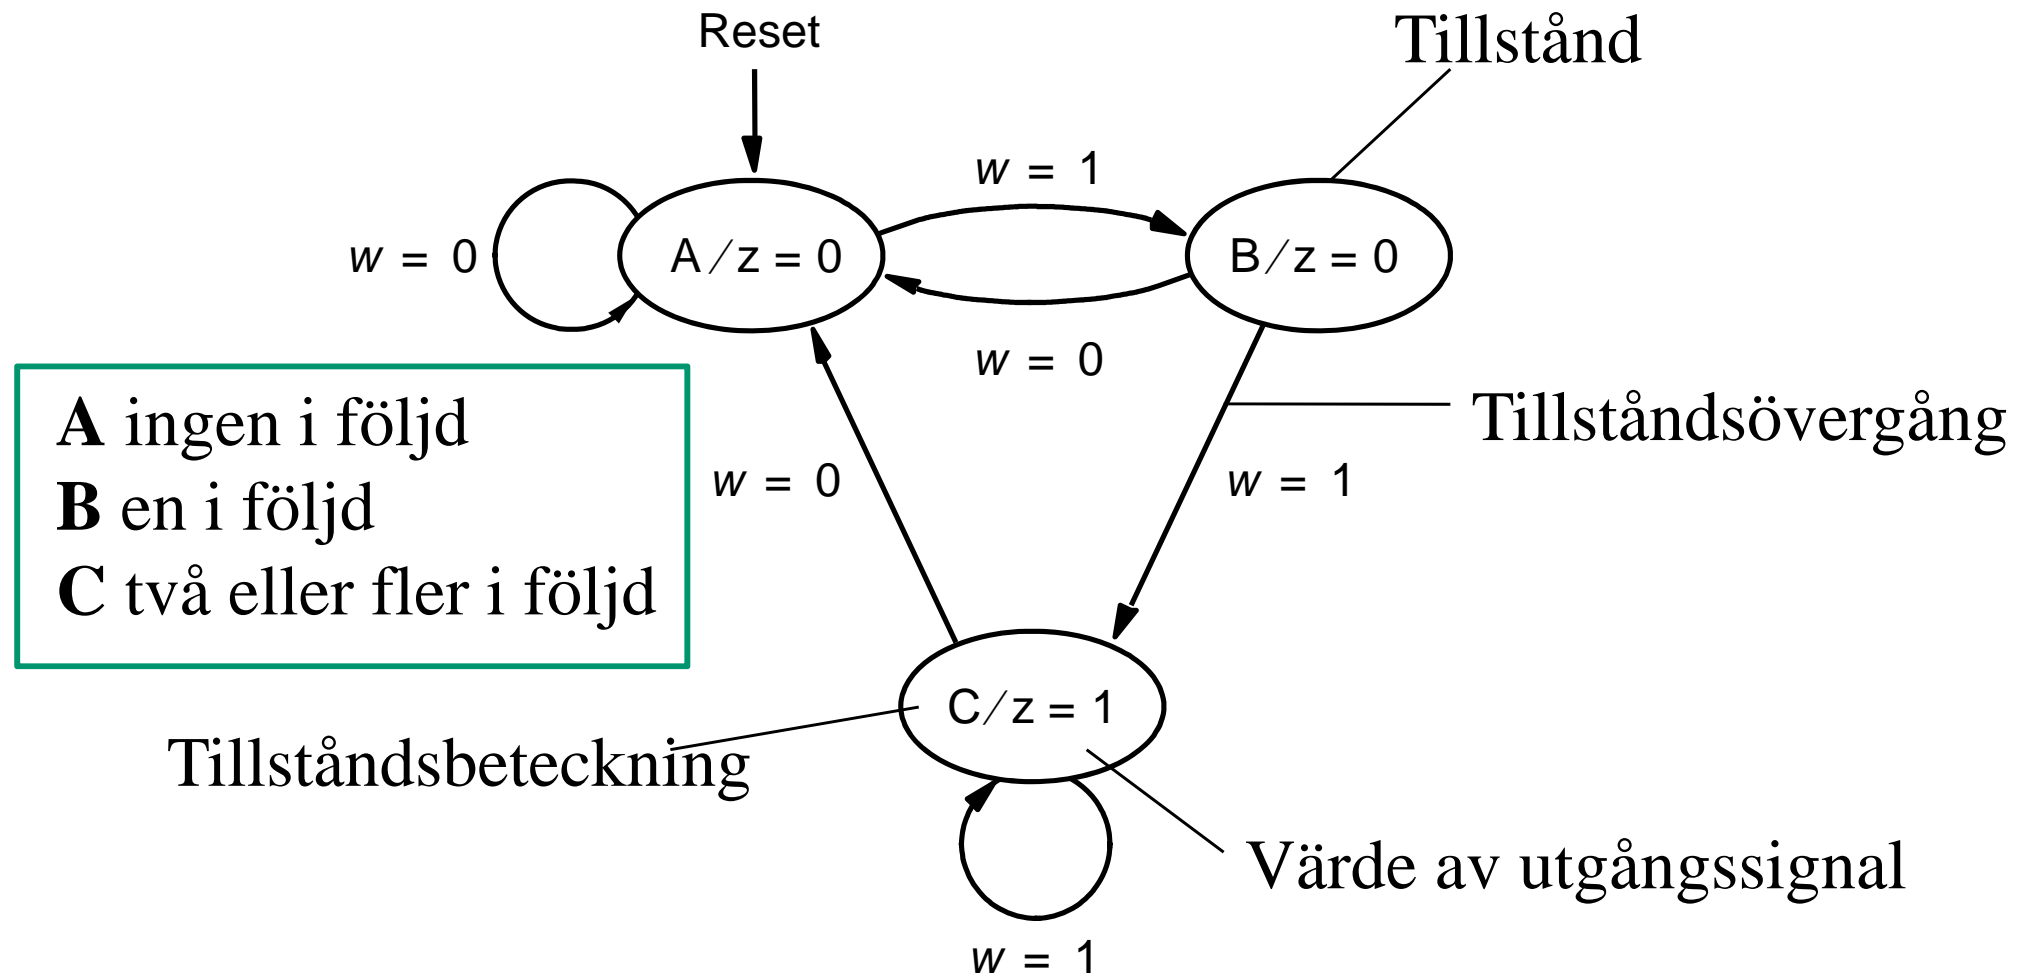 Reset
Tillstånd
w = 1
w = 0
A/z = 0
B/z = 0
w = 0
A ingen i följd
B en i följd
C två eller fler i följd
Tillståndsövergång
w = 0
w = 1
C/z = 1
Tillståndsbeteckning
Värde av utgångssignal
w = 1